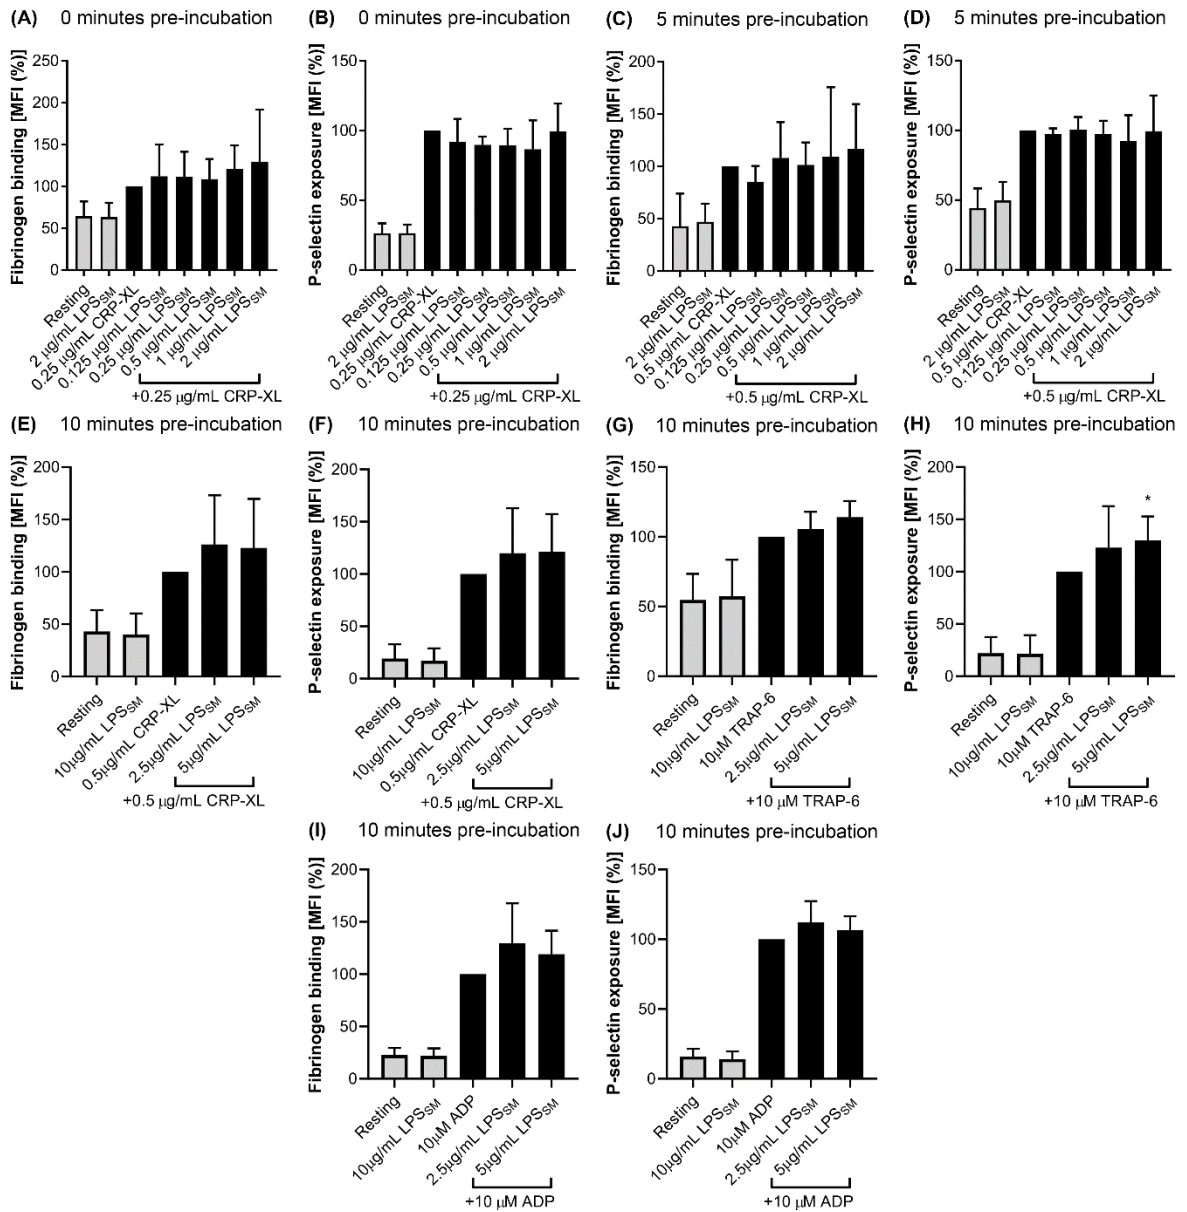 (A) 0 minutes pre-incubation
Fibrinogen binding [MFI (%)]
250
200
150
100
50
0
Resting
2 μg/mL LPSSM
0.25 μg/mL CRP-XL
0.125 μg/mL LPSSM
0.25 μg/mL LPSSM
0.5 μg/mL LPSSM
1 μg/mL LPSSM
2 μg/mL LPSSM
+0.25 μg/mL CRP-XL
(B) 0 minutes pre-incubation
P-selectin exposure [MFI (%)]
150
100
50
0
Resting
2 μg/mL LPSSM
0.25 μg/mL CRP-XL
0.125 μg/mL LPSSM
0.25 μg/mL LPSSM
0.5 μg/mL LPSSM
1 μg/mL LPSSM
2 μg/mL LPSSM
+0.25 μg/mL CRP-XL
(C) 5 minutes pre-incubation
Fibrinogen binding [MFI (%)]
200
150
100
50
0
Resting
2 μg/mL LPSSM
0.5 μg/mL CRP-XL
0.125 μg/mL LPSSM
0.25 μg/mL LPSSM
0.5 μg/mL LPSSM
1 μg/mL LPSSM
2 μg/mL LPSSM
+0.5 μg/mL CRP-XL
(D) 5 minutes pre-incubation
P-selectin exposure [MFI (%)]
150
100
50
0
Resting
2 μg/mL LPSSM
0.5 μg/mL CRP-XL
0.125 μg/mL LPSSM
0.25 μg/mL LPSSM
0.5 μg/mL LPSSM
1 μg/mL LPSSM
2 μg/mL LPSSM
+0.5 μg/mL CRP-XL
(E) 10 minutes pre-incubation
Fibrinogen binding [MFI (%)]
200
150
100
50
0
Resting
10μg/mL LPSSM
0.5μg/mL CRP-XL
2.5μg/mL LPSSM
5μg/mL LPSSM
+0.5 μg/mL CRP-XL
(F) 10 minutes pre-incubation
P-selectin exposure [MFI (%)]
200
150
100
50
0
Resting
10μg/mL LPSSM
0.5μg/mL CRP-XL
2.5μg/mL LPSSM
5μg/mL LPSSM
+0.5 μg/mL CRP-XL
(G) 10 minutes pre-incubation
Fibrinogen binding [MFI (%)]
150
100
50
0
Resting
10μg/mL LPSSM
10μM TRAP-6
2.5μg/mL LPSSM
5μg/mL LPSSM
+10 μM TRAP-6
(H) 10 minutes pre-incubation
P-selectin exposure [MFI (%)]
200
150
100
50
0
*
Resting
10μg/mL LPSSM
10μM TRAP-6
2.5μg/mL LPSSM
5μg/mL LPSSM
+10 μM TRAP-6
(I) 10 minutes pre-incubation
Fibrinogen binding [MFI (%)]
200
150
100
50
0
Resting
10μg/mL LPSSM
10μM ADP
2.5μg/mL LPSSM
5μg/mL LPSSM
+10 μM ADP
(J) 10 minutes pre-incubation
P-selectin exposure [MFI (%)]
150
100
50
0
Resting
10μg/mL LPSSM
10μM ADP
2.5μg/mL LPSSM
5μg/mL LPSSM
+10 μM ADP